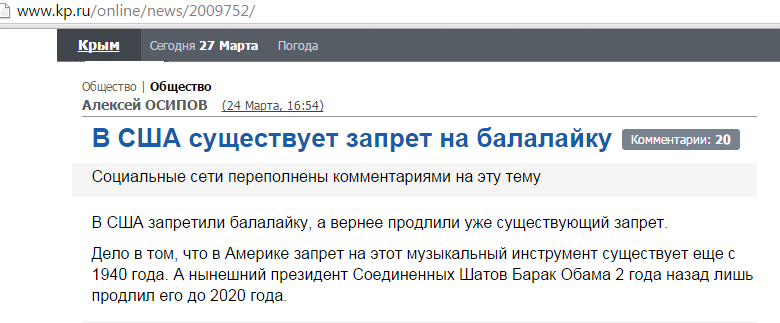 www.kp.ru/online/news/2009752/
Крым Сегодня 27 Марта Погода
Общество | Общество
Алексей ОСИПОВ (24 Марта, 16:54)
В США существует запрет на балалайку Комментарии: 20
Социальные сети переполнены комментариями на эту тему
В США запретили балалайку, а вернее продлили уже существующий запрет.
Дело в том, что в Америке запрет на этот музыкальный инструмент существует еще с
1940 года. А нынешний президент Соединенных Шатов Барак Обама 2 года назад лишь
продлил его до 2020 года.